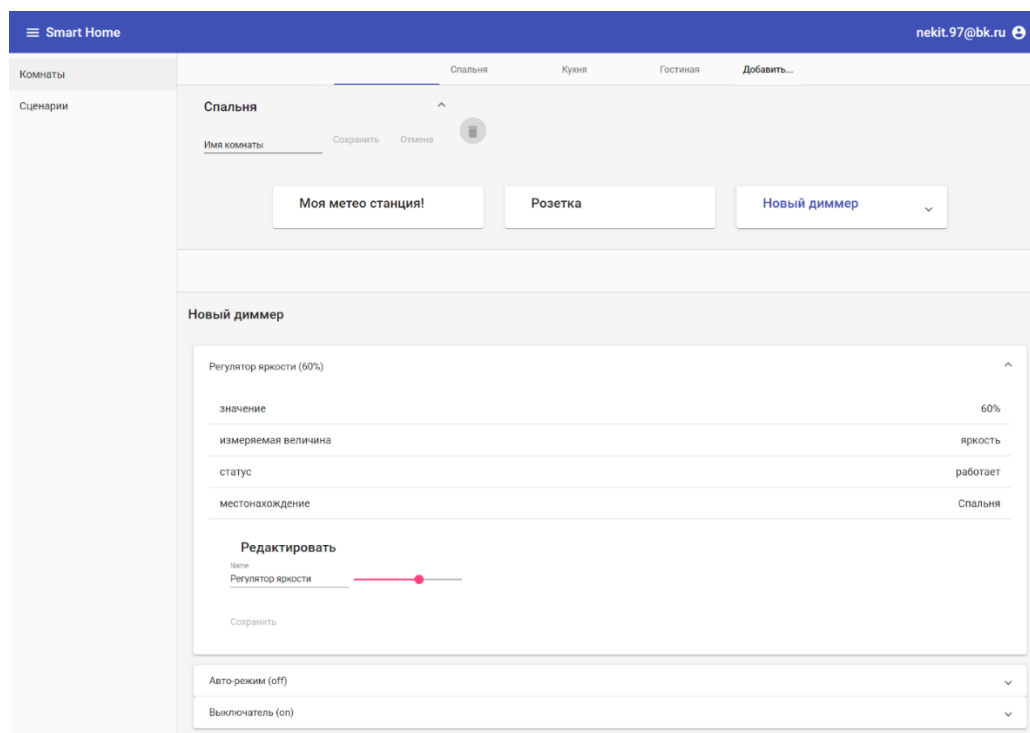 Smart Home nekit.97@bk.ru
Комнаты
Сценарии
Спальня Кухня Гостиная Добавить...
Спальня
Имя комнаты Сохранить Отмена
Моя метео станция! Розетка Новый диммер
Новый диммер
Регулятор яркости (60%)
значение 60%
измеряемая величина яркость
статус работает
местонахождение Спальня
Редактировать
Name
Регулятор яркости
Сохранить
Авто-режим (off)
Выключатель (on)